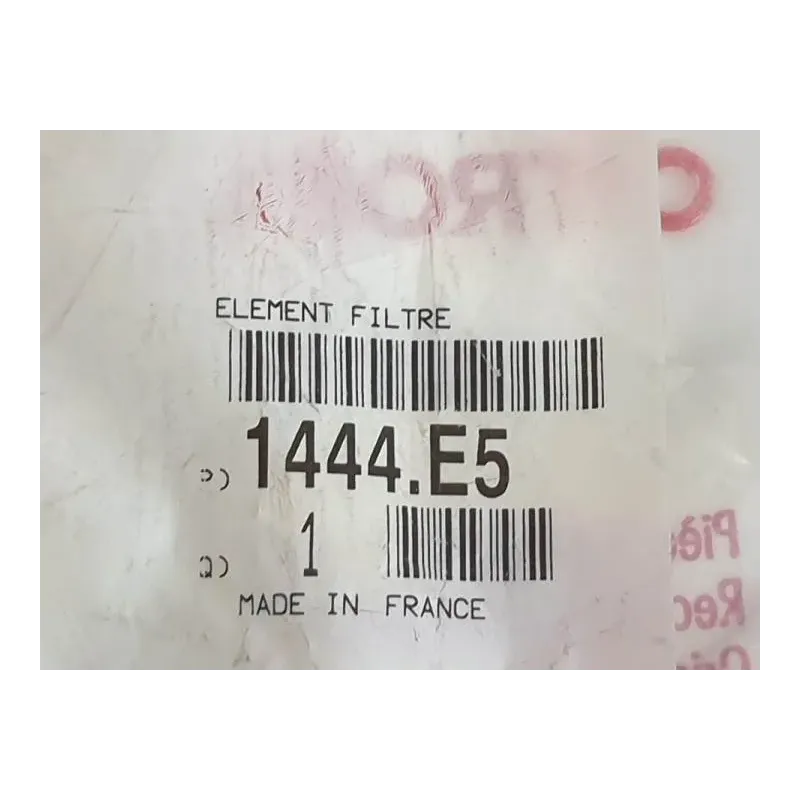 ELEMENT FILTRE
1444.E5
1
Q)
MADE IN FRANCE